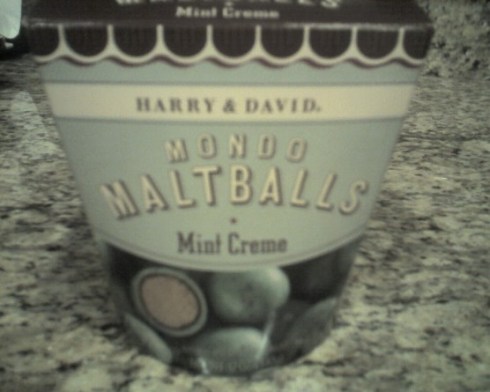 Mint Creme
HARRY & DAVID.
MONDO
MALTBALLS
Mint Creme